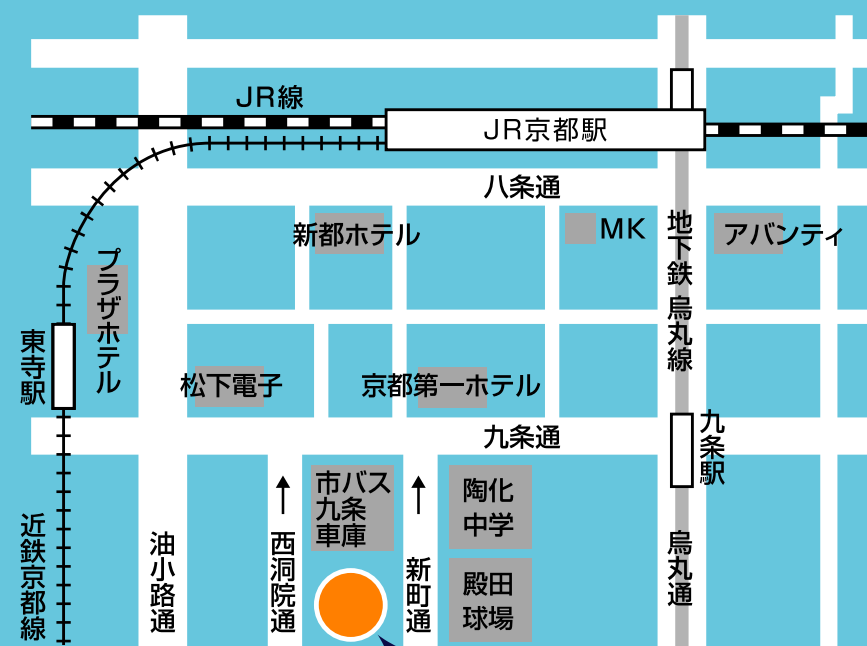 JR線
JR京都駅
八条通
新都ホテル
MK
地下鉄 烏丸線
アバンティ
プラザホテル
東寺駅
松下電子
京都第一ホテル
九条通
九条駅
市バス
九条
車庫
陶化
中学
近鉄京都線
油小路通
西洞院通
新町通
殿田
球場
烏丸通